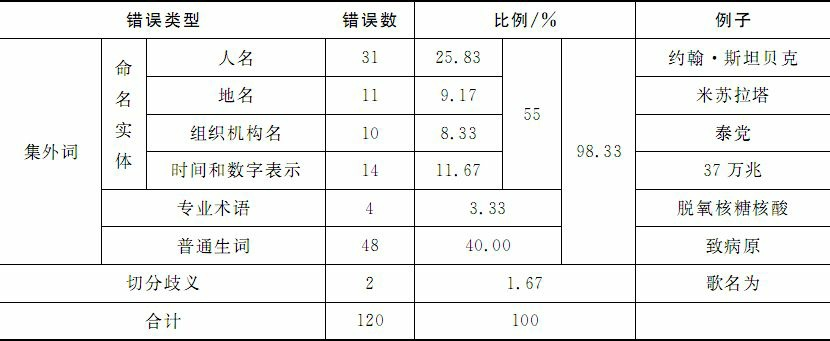 错误类型 错误数 比例/% 例子
集外词 命名实体 人名 31 25.83 55 98.33 约翰·斯坦贝克
地名 11 9.17 米苏拉塔
组织机构名 10 8.33 泰党
时间和数字表示 14 11.67 37万兆
专业术语 4 3.33 脱氧核糖核酸
普通生词 48 40.00 致病原
切分歧义 2 1.67 歌名为
合计 120 100